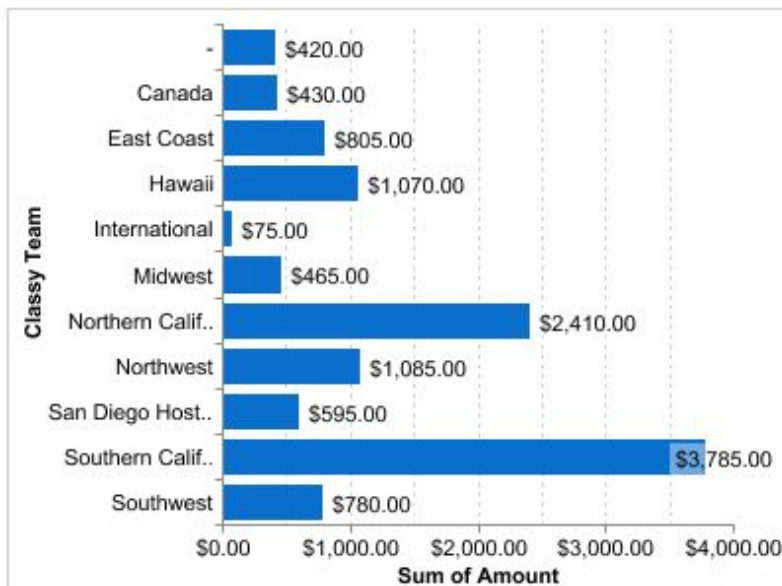 -
$420.00
Canada
$430.00
East Coast
$805.00
Hawaii
$1,070.00
International
$75.00
Midwest
$465.00
Northern Calif..
$2,410.00
Northwest
$1,085.00
San Diego Host..
$595.00
Southern Calif..
$3,785.00
Southwest
$780.00
Classy Team
$0.00 $1,000.00 $2,000.00 $3,000.00 $4,000.00
Sum of Amount